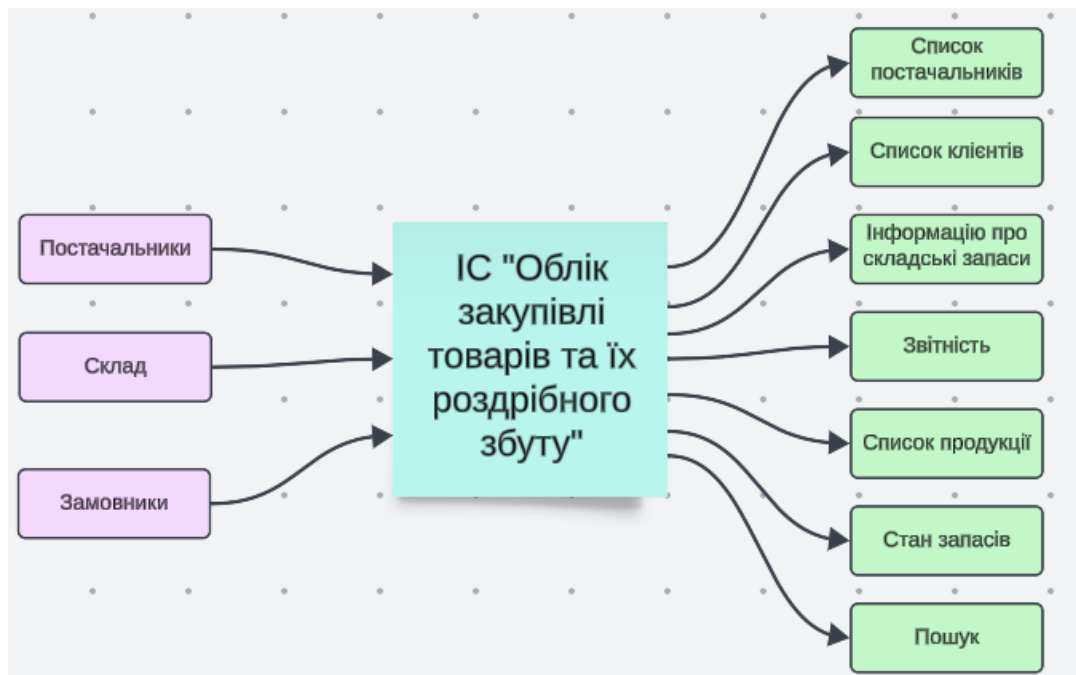 Постачальники
Склад
Замовники
ІС "Облік
закупівлі
товарів та їх
роздрібного
збуту"
Список
постачальників
Список клієнтів
Інформацію про
складські запаси
Звітність
Список продукції
Стан запасів
Пошук